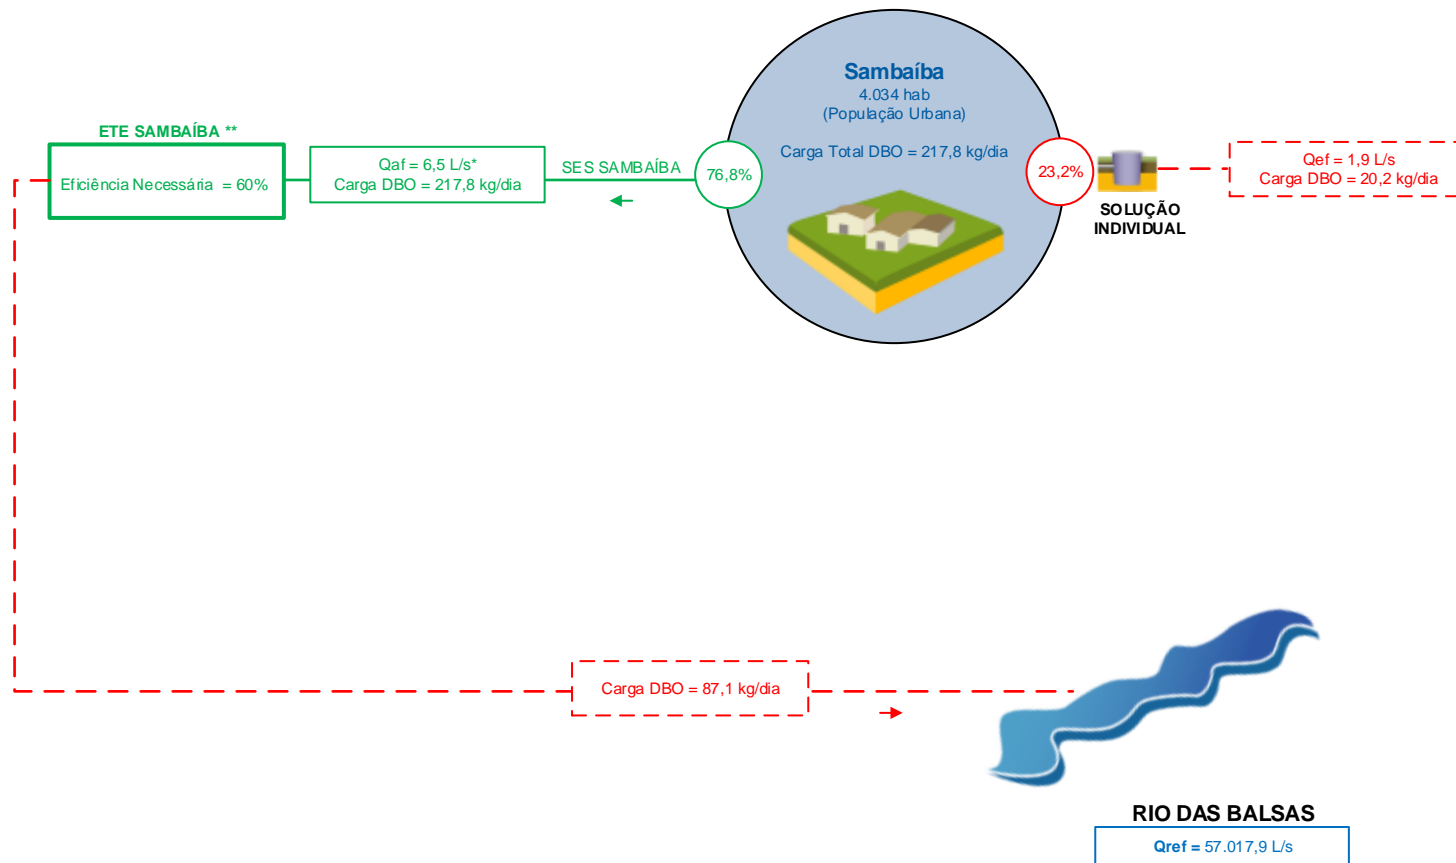 Sambaíba
4.034 hab
(População Urbana)
Carga Total DBO = 217,8 kg/dia
ETE SAMBAÍBA **
Eficiência Necessária = 60%
Qaf = 6,5 L/s*
Carga DBO = 217,8 kg/dia
SES SAMBAÍBA
76,8%
23,2%
SOLUÇÃO
INDIVIDUAL
Qef = 1,9 L/s
Carga DBO = 20,2 kg/dia
Carga DBO = 87,1 kg/dia
RIO DAS BALSAS
Qref = 57.017,9 L/s